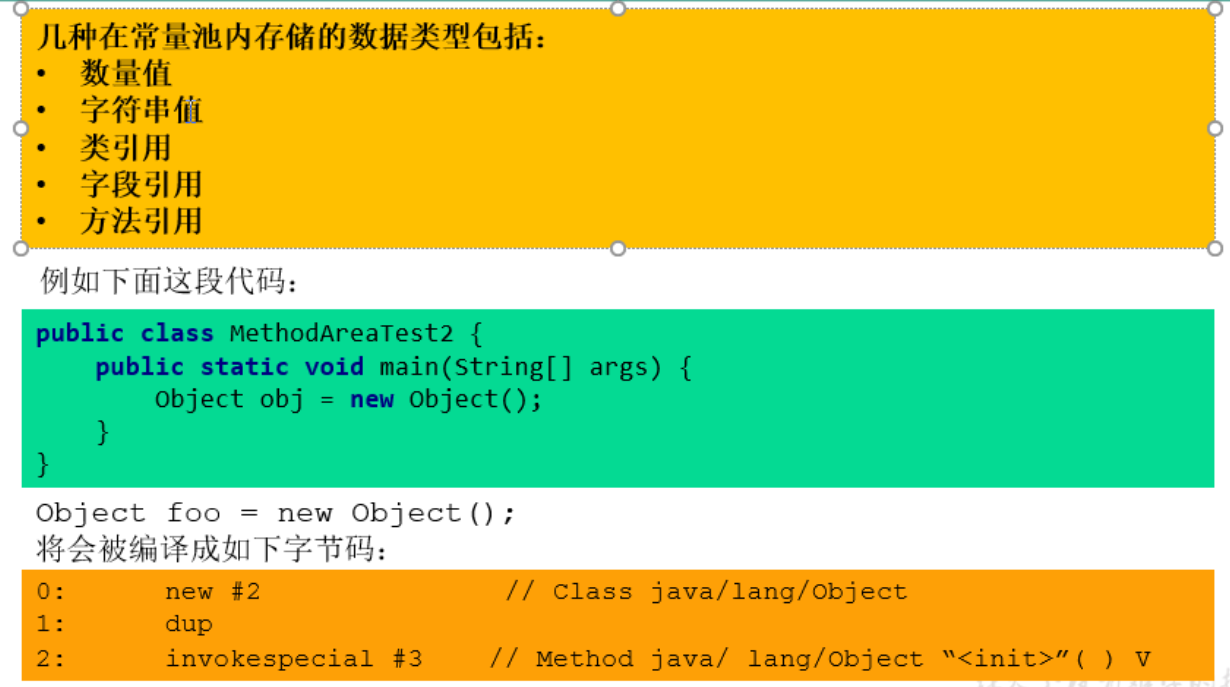 几种在常量池内存储的数据类型包括：
• 数量值
• 字符串值
• 类引用
• 字段引用
• 方法引用
例如下面这段代码：
public class MethodAreaTest2 {
    public static void main(String[] args) {
        Object obj = new Object();
    }
}
Object foo = new Object();
将会被编译成如下字节码：
0: new #2 // Class java/lang/Object
1: dup
2: invokespecial #3 // Method java/ lang/Object “<init>”( ) V